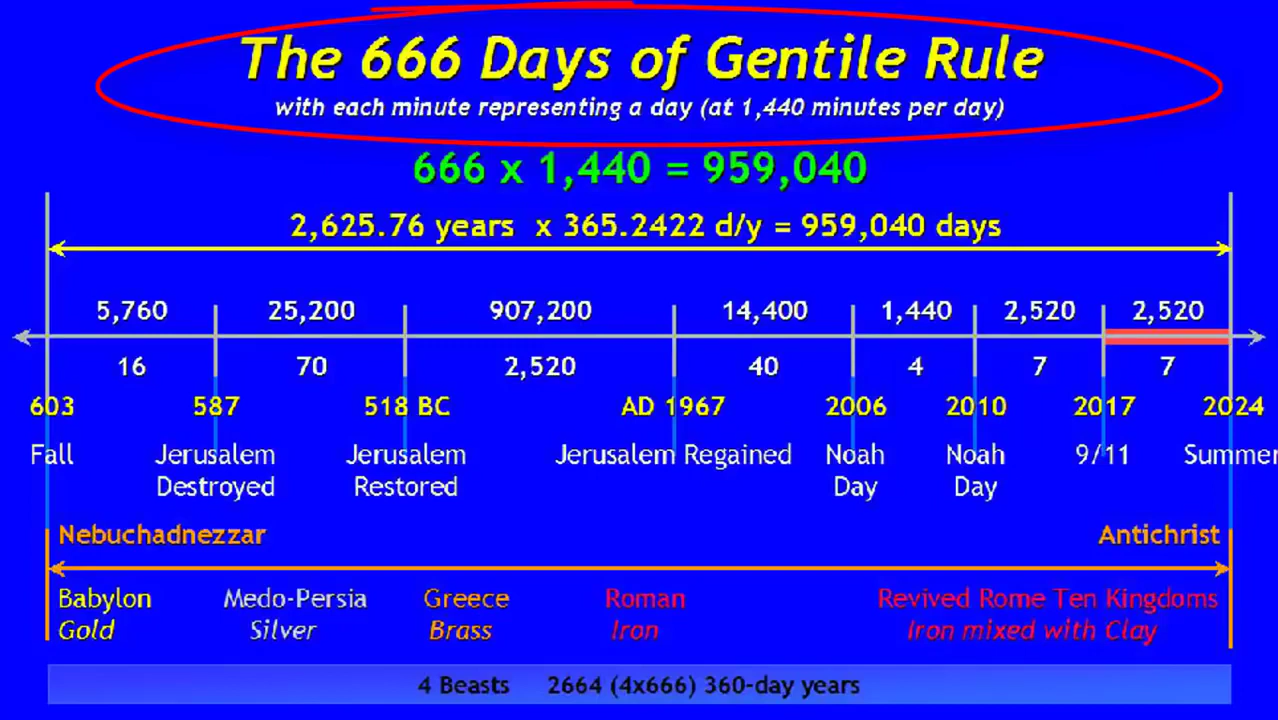 The 666 Days of Gentile Rule
with each minute representing a day (at 1,440 minutes per day)
666 x 1,440 = 959,040
2,625.76 years x 365.2422 d/y = 959,040 days
5,760 25,200 907,200 14,400 1,440 2,520 2,520
16 70 2,520 40 4 7 7
603 587 518 BC AD 1967 2006 2010 2017 2024
Fall Jerusalem Jerusalem Jerusalem Regained Noah Noah 9/11 Summer
Destroyed Restored Day Day
Nebuchadnezzar Antichrist
Babylon Medo-Persia Greece Roman Revived Rome Ten Kingdoms
Gold Silver Brass Iron Iron mixed with Clay
4 Beasts 2664 (4x666) 360-day years